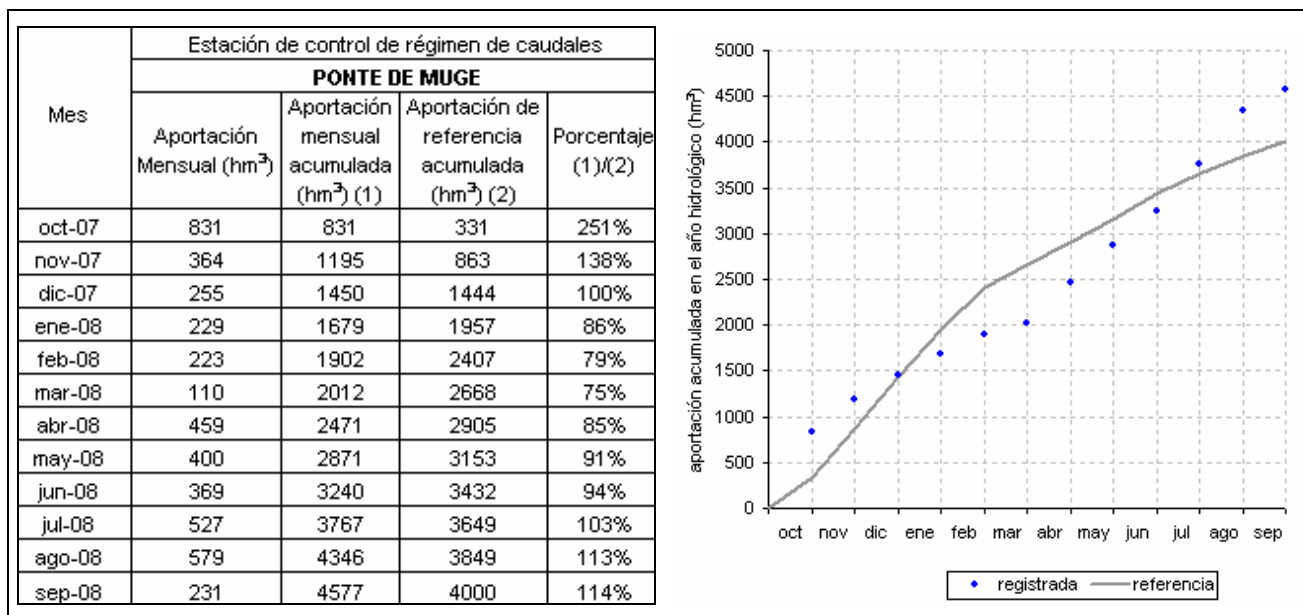 Estación de control de régimen de caudales
PONTE DE MUGE
Mes
Aportación
Mensual (hm³)
Aportación
mensual
acumulada
(hm³) (1)
Aportación de
referencia
acumulada
(hm³) (2)
Porcentaje
(1)/(2)
oct-07 831 831 331 251%
nov-07 364 1195 863 138%
dic-07 255 1450 1444 100%
ene-08 229 1679 1957 86%
feb-08 223 1902 2407 79%
mar-08 110 2012 2668 75%
abr-08 459 2471 2905 85%
may-08 400 2871 3153 91%
jun-08 369 3240 3432 94%
jul-08 527 3767 3649 103%
ago-08 579 4346 3849 113%
sep-08 231 4577 4000 114%
aportación acumulada en el año hidrológico (hm³)
5000
4500
4000
3500
3000
2500
2000
1500
1000
500
0
oct nov dic ene feb mar abr may jun jul ago sep
registrada referencia